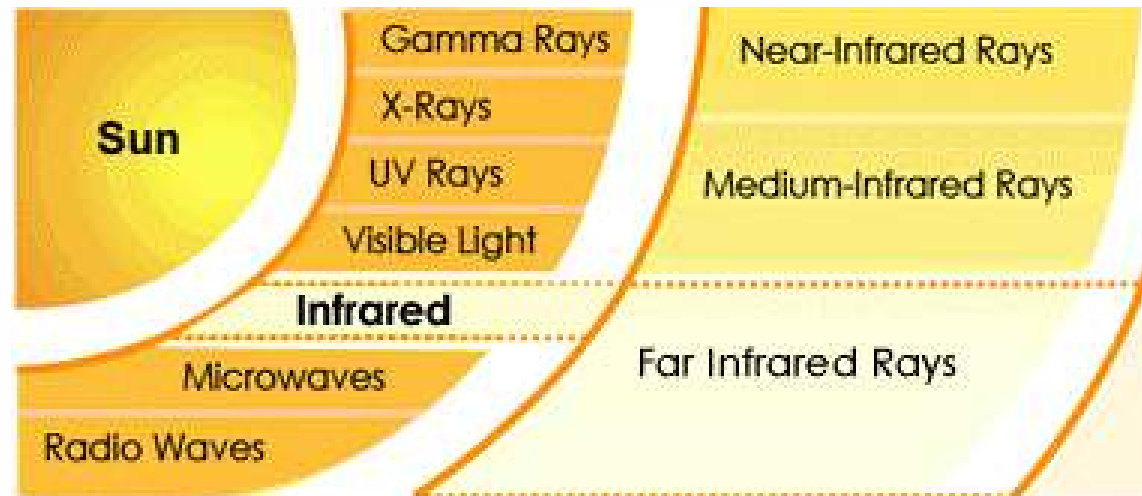 Sun
Gamma Rays
X-Rays
UV Rays
Visible Light
Infrared
Microwaves
Radio Waves
Near-Infrared Rays
Medium-Infrared Rays
Far Infrared Rays